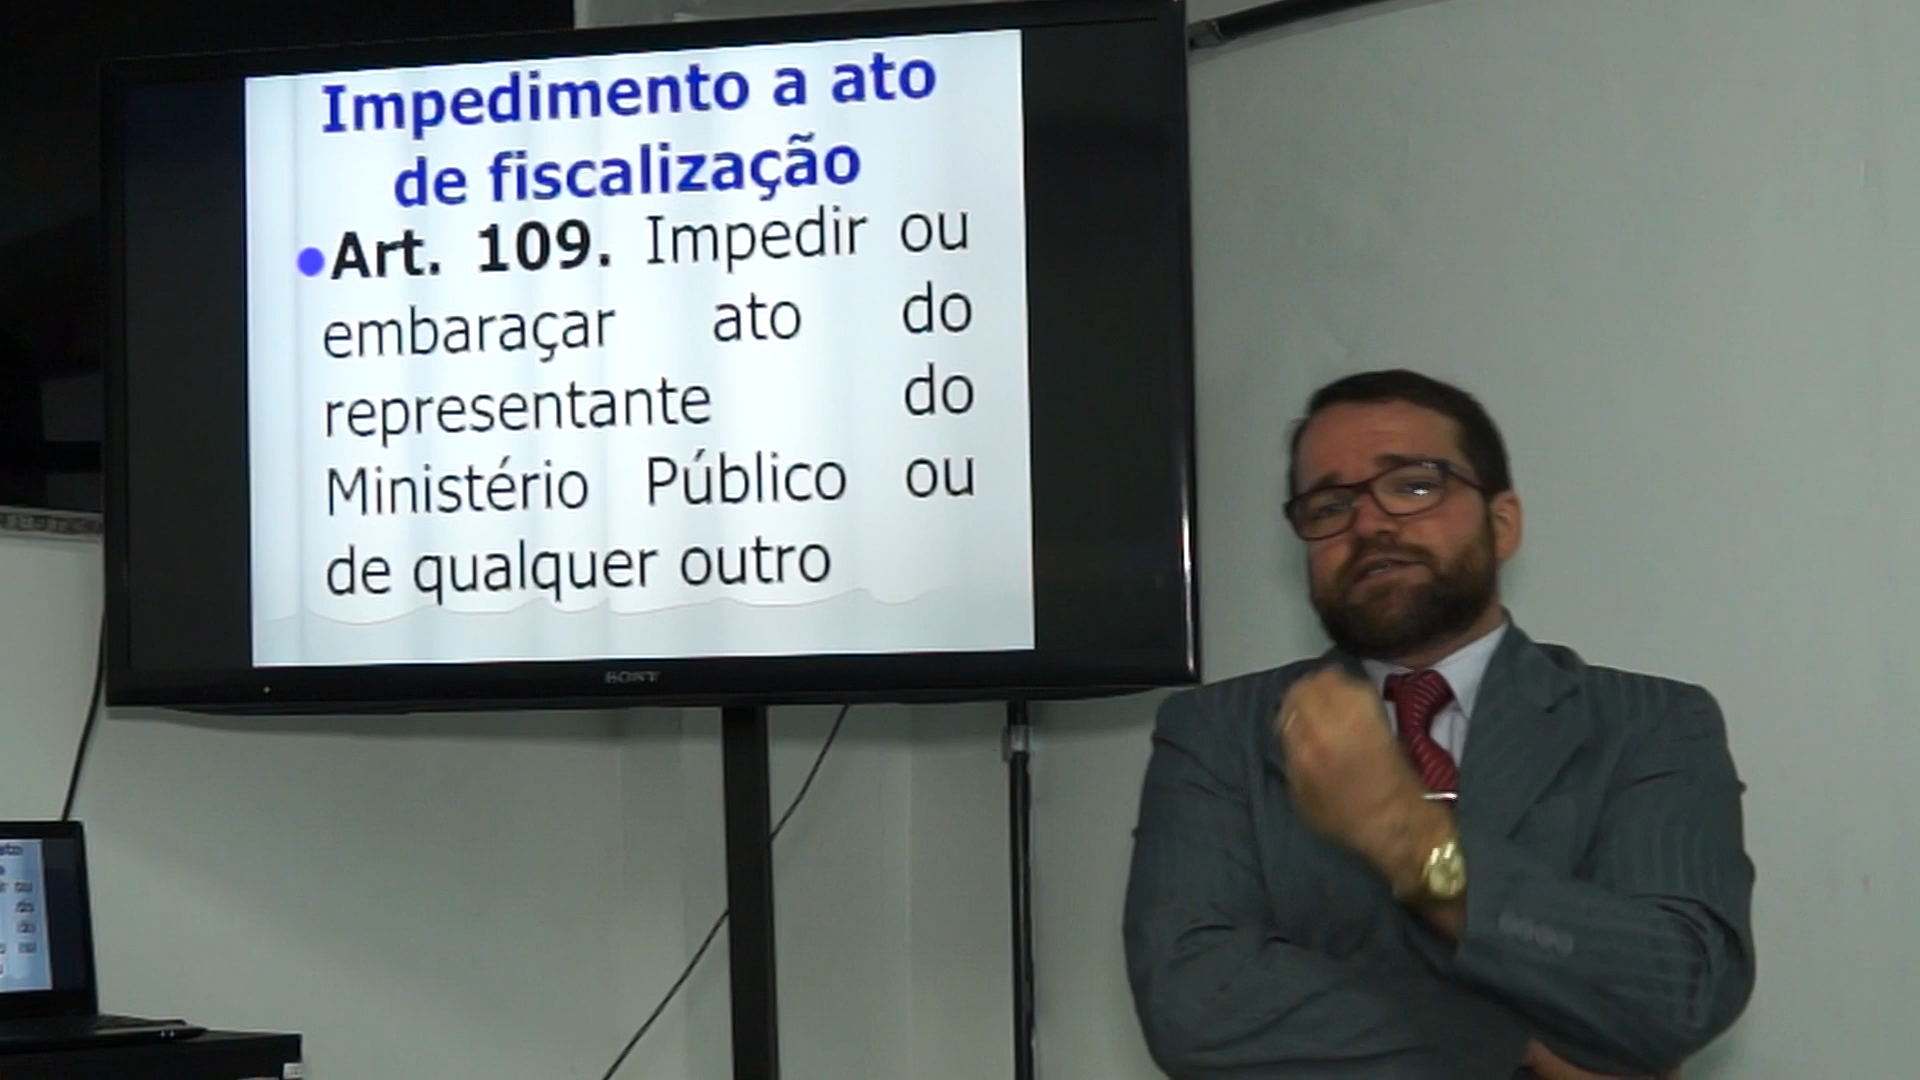 Impedimento a ato
de fiscalização
•Art. 109. Impedir ou
embaraçar ato do
representante do
Ministério Público ou
de qualquer outro
SONY